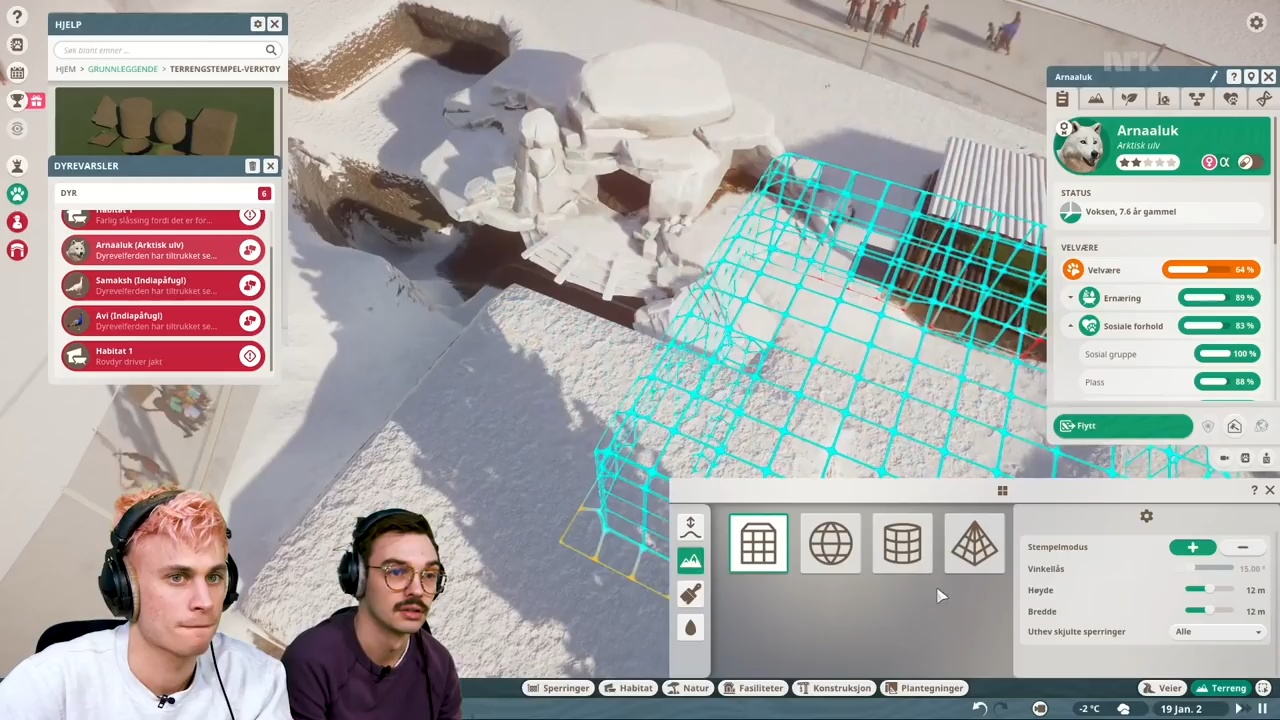 HJELP
Søk blant emner ...
HJEM > GRUNNLEGGENDE > TERRENGSTEMPEL-VERKTØY
DYREVARSLER
DYR
6
Habitat 1
Farlig slåssing fordi det er for...
Arnaaluk (Arktisk ulv)
Dyrevelferden har tiltrukket se...
Samaksh (Indiapåfugl)
Dyrevelferden har tiltrukket se...
Avi (Indiapåfugl)
Dyrevelferden har tiltrukket se...
Habitat 1
Rovdyr driver jakt
NRK
Arnaaluk
Arnaaluk
Arktisk ulv
α
STATUS
Voksen, 7.6 år gammel
VELVÆRE
Velvære 64 %
Ernæring 89 %
Sosiale forhold 83 %
Sosial gruppe 100 %
Plass 88 %
Flytt
Stempelmodus
Vinkellås 15.00 °
Høyde 12 m
Bredde 12 m
Uthev skjulte sperringer Alle
Sperringer Habitat Natur Fasiliteter Konstruksjon Plantegninger Veier Terreng
-2 °C 19 Jan. 2